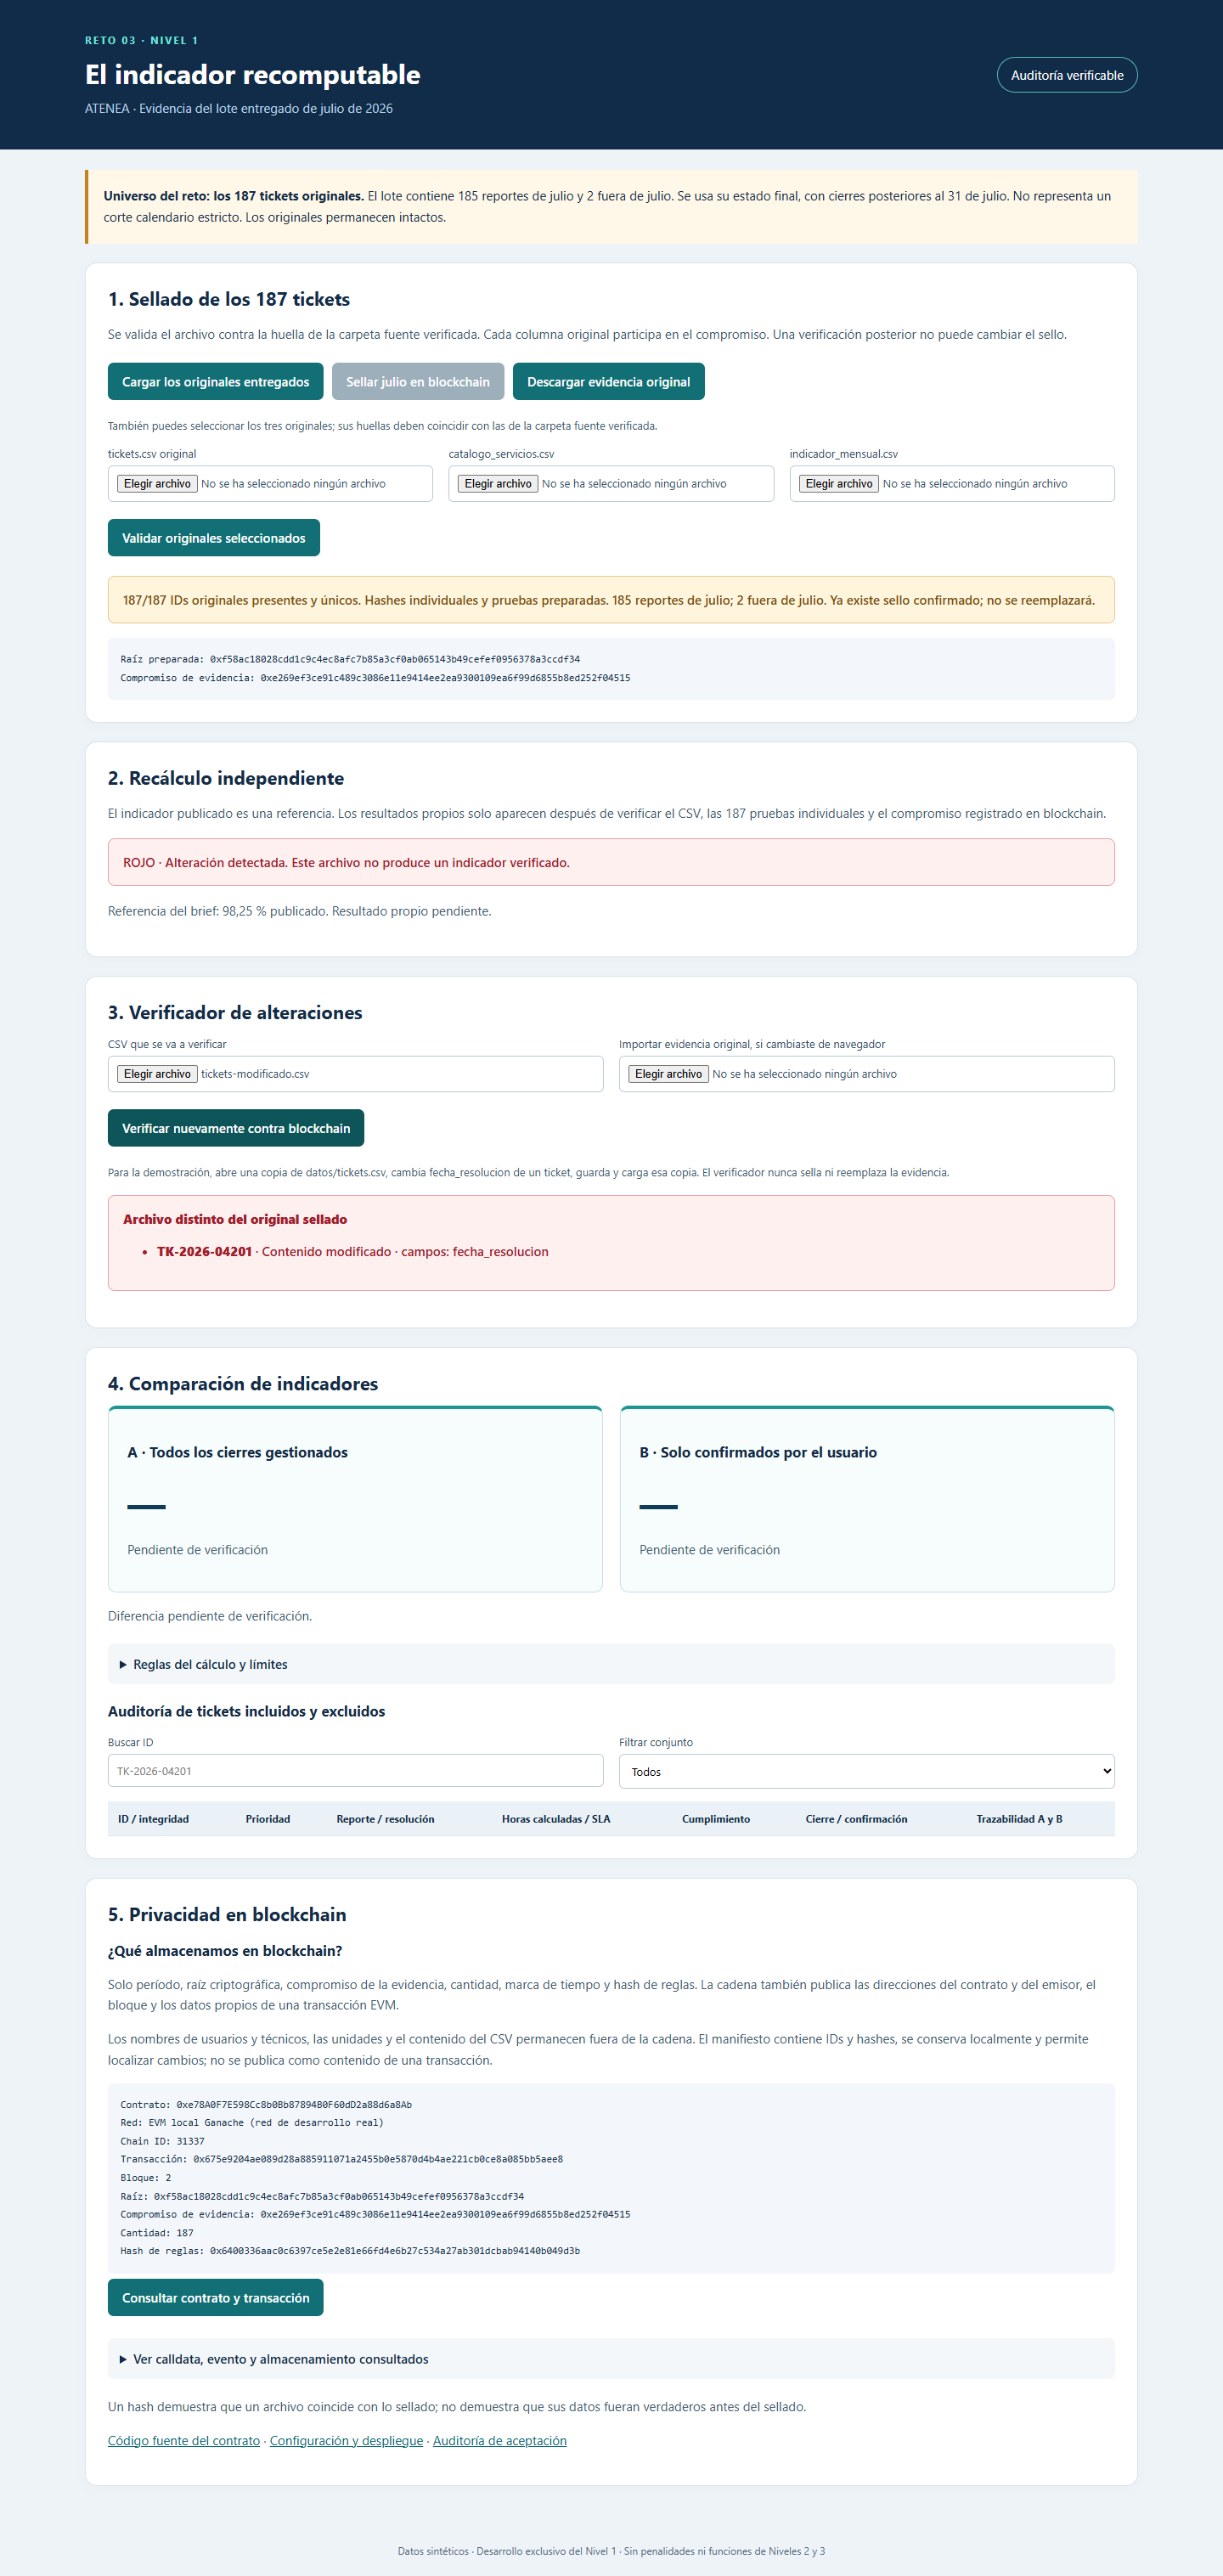 RETO 03 · NIVEL 1
El indicador recomputable
ATENEA · Evidencia del lote entregado de julio de 2026
Auditoría verificable
Universo del reto: los 187 tickets originales. El lote contiene 185 reportes de julio y 2 fuera de julio. Se usa su estado final, con cierres posteriores al 31 de julio. No representa un
corte calendario estricto. Los originales permanecen intactos.
1. Sellado de los 187 tickets
Se valida el archivo contra la huella de la carpeta fuente verificada. Cada columna original participa en el compromiso. Una verificación posterior no puede cambiar el sello.
Cargar los originales entregados
Sellar julio en blockchain
Descargar evidencia original
También puedes seleccionar los tres originales; sus huellas deben coincidir con las de la carpeta fuente verificada.
tickets.csv original
catalogo_servicios.csv
indicador_mensual.csv
Elegir archivo No se ha seleccionado ningún archivo
Elegir archivo No se ha seleccionado ningún archivo
Elegir archivo No se ha seleccionado ningún archivo
Validar originales seleccionados
187/187 IDs originales presentes y únicos. Hashes individuales y pruebas preparadas. 185 reportes de julio; 2 fuera de julio. Ya existe sello confirmado; no se reemplazará.
Raíz preparada: 0xf58ac18028cdd1c9c4ec8afc7b85a3cf0ab065143b49cefef0956378a3ccdf34
Compromiso de evidencia: 0xe269ef3ce91c489c3086e11e9414ee2ea9300109ea6f99d6855b8ed252f04515
2. Recálculo independiente
El indicador publicado es una referencia. Los resultados propios solo aparecen después de verificar el CSV, las 187 pruebas individuales y el compromiso registrado en blockchain.
ROJO · Alteración detectada. Este archivo no produce un indicador verificado.
Referencia del brief: 98,25 % publicado. Resultado propio pendiente.
3. Verificador de alteraciones
CSV que se va a verificar
Importar evidencia original, si cambiaste de navegador
Elegir archivo tickets-modificado.csv
Elegir archivo No se ha seleccionado ningún archivo
Verificar nuevamente contra blockchain
Para la demostración, abre una copia de datos/tickets.csv, cambia fecha_resolucion de un ticket, guarda y carga esa copia. El verificador nunca sella ni reemplaza la evidencia.
Archivo distinto del original sellado
• TK-2026-04201 · Contenido modificado · campos: fecha_resolucion
4. Comparación de indicadores
A · Todos los cierres gestionados
—
Pendiente de verificación
B · Solo confirmados por el usuario
—
Pendiente de verificación
Diferencia pendiente de verificación.
▶ Reglas del cálculo y límites
Auditoría de tickets incluidos y excluidos
Buscar ID
Filtrar conjunto
TK-2026-04201
Todos
ID / integridad Prioridad Reporte / resolución Horas calculadas / SLA Cumplimiento Cierre / confirmación Trazabilidad A y B
5. Privacidad en blockchain
¿Qué almacenamos en blockchain?
Solo período, raíz criptográfica, compromiso de la evidencia, cantidad, marca de tiempo y hash de reglas. La cadena también publica las direcciones del contrato y del emisor, el
bloque y los datos propios de una transacción EVM.
Los nombres de usuarios y técnicos, las unidades y el contenido del CSV permanecen fuera de la cadena. El manifiesto contiene IDs y hashes, se conserva localmente y permite
localizar cambios; no se publica como contenido de una transacción.
Contrato: 0xe78A0F7E598Cc8b0Bb87894B0F60dD2a88d6a8Ab
Red: EVM local Ganache (red de desarrollo real)
Chain ID: 31337
Transacción: 0x675e9204ae089d28a885911071a2455b0e5870d4b4ae221cb0ce8a085bb5aee8
Bloque: 2
Raíz: 0xf58ac18028cdd1c9c4ec8afc7b85a3cf0ab065143b49cefef0956378a3ccdf34
Compromiso de evidencia: 0xe269ef3ce91c489c3086e11e9414ee2ea9300109ea6f99d6855b8ed252f04515
Cantidad: 187
Hash de reglas: 0x6400336aac0c6397ce5e2e81e66fd4e6b27c534a27ab301dcbab94140b049d3b
Consultar contrato y transacción
▶ Ver calldata, evento y almacenamiento consultados
Un hash demuestra que un archivo coincide con lo sellado; no demuestra que sus datos fueran verdaderos antes del sellado.
Código fuente del contrato · Configuración y despliegue · Auditoría de aceptación
Datos sintéticos · Desarrollo exclusivo del Nivel 1 · Sin penalidades ni funciones de Niveles 2 y 3